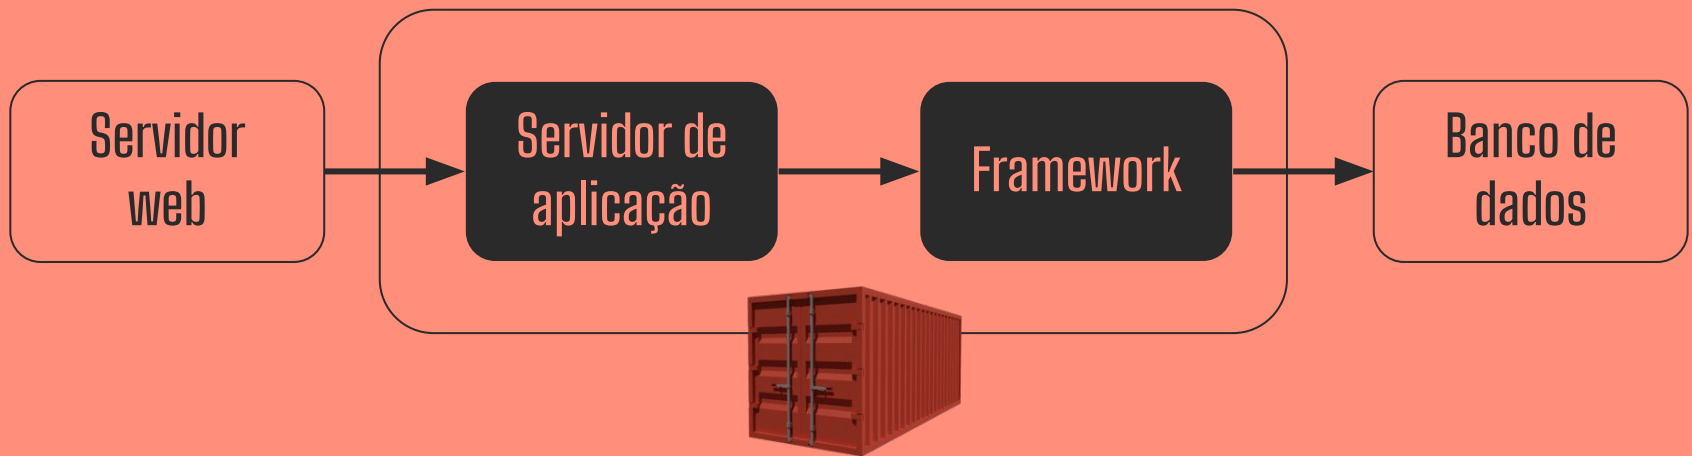 Servidor
web
Servidor de
aplicação
Framework
Banco de
dados